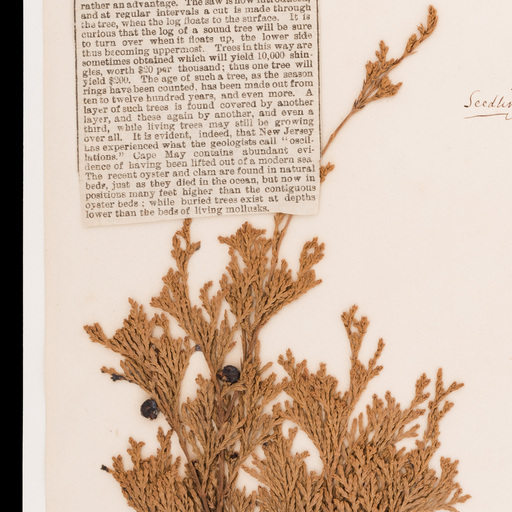 rather an advantage. The saw is now introduced,
and at regular intervals a cut is made through
the tree, when the log floats to the surface. It is
curious that the log of a sound tree will be sure
to turn over when it floats up, the lower side
thus becoming uppermost. Trees in this way are
sometimes obtained which will yield 10,000 shin-
gles, worth $20 per thousand; thus one tree will
yield $200. The age of such a tree, as the season
rings have been counted, has been made out from
ten to twelve hundred years, and even more. A
layer of such trees is found covered by another
layer, and these again by another, and even a
third, while living trees may still be growing
over all. It is evident, indeed, that New Jersey
has experienced what the geologists call "oscil-
lations." Cape May contains abundant evi-
dence of having been lifted out of a modern sea.
The recent oyster and clam are found in natural
beds, just as they died in the ocean, but now in
positions many feet higher than the contiguous
oyster beds; while buried trees exist at depths
lower than the beds of living mollusks.